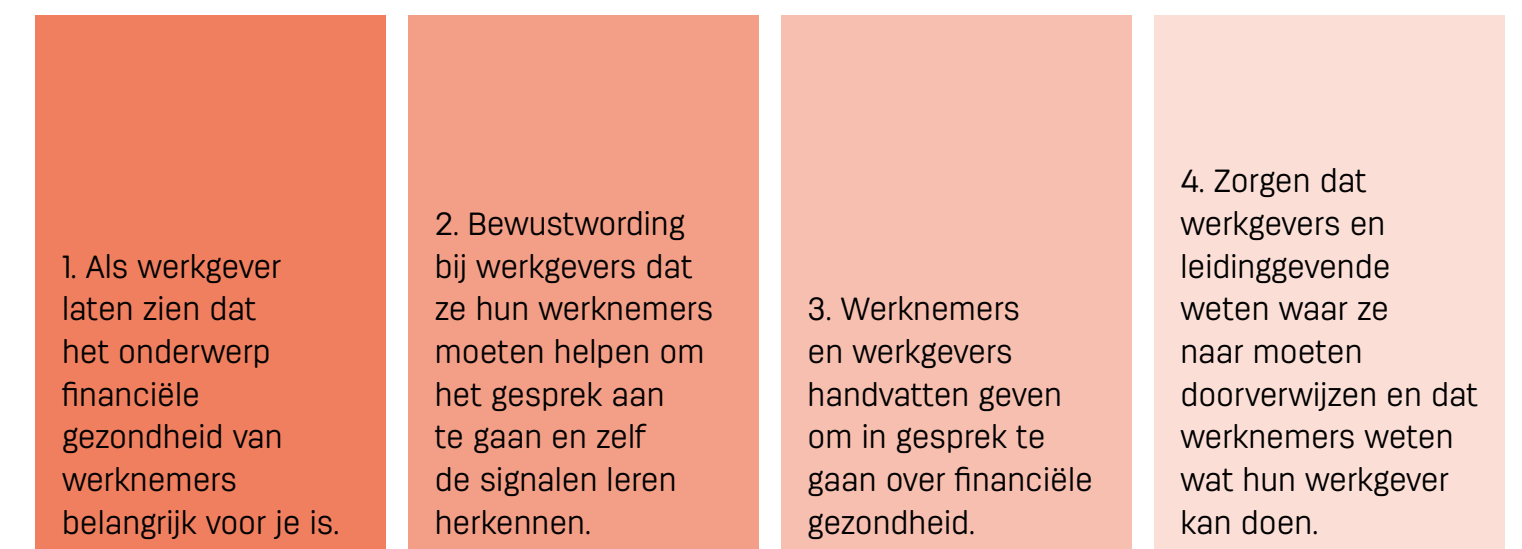 1. Als werkgever
laten zien dat
het onderwerp
financiële
gezondheid van
werknemers
belangrijk voor je is.
2. Bewustwording
bij werkgevers dat
ze hun werknemers
moeten helpen om
het gesprek aan
te gaan en zelf
de signalen leren
herkennen.
3. Werknemers
en werkgevers
handvatten geven
om in gesprek te
gaan over financiële
gezondheid.
4. Zorgen dat
werkgevers en
leidinggevende
weten waar ze
naar moeten
doorverwijzen en dat
werknemers weten
wat hun werkgever
kan doen.